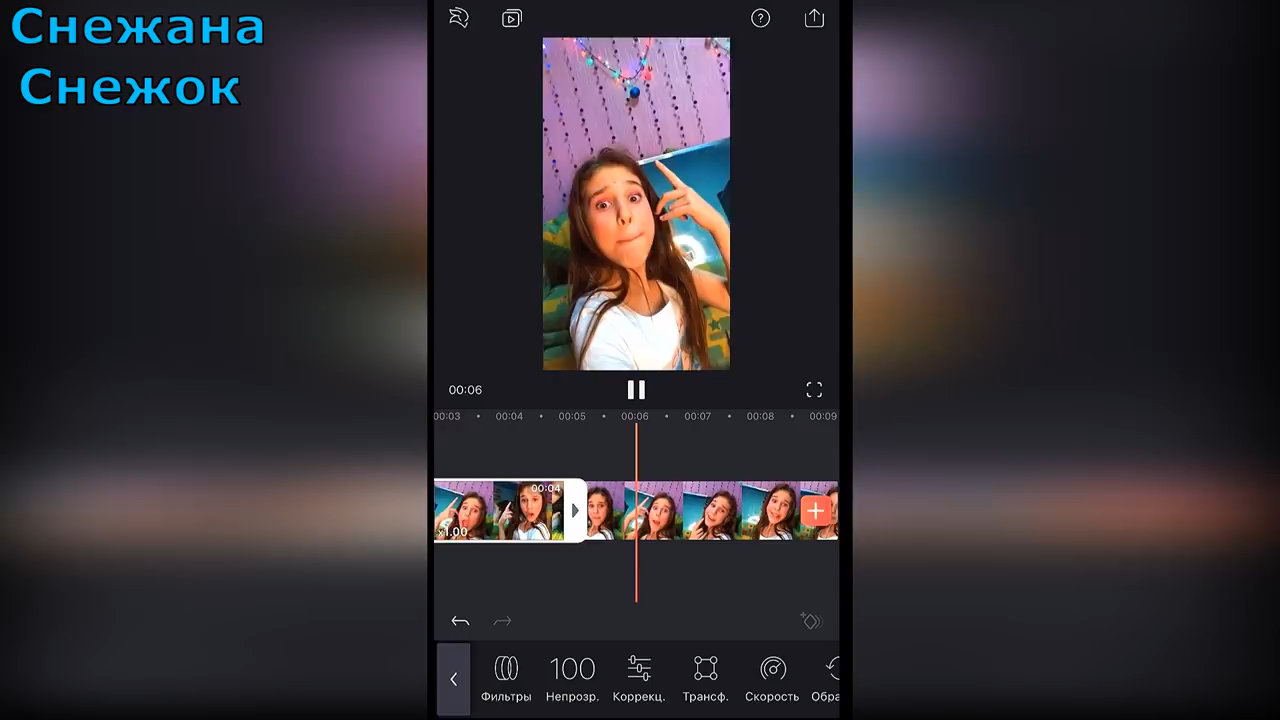 Снежана
Снежок
?
00:06
00:03 00:04 00:05 00:06 00:07 00:08 00:09
00:04
x1.00
100
Фильтры Непрозр. Коррекц. Трансф. Скорость Обра